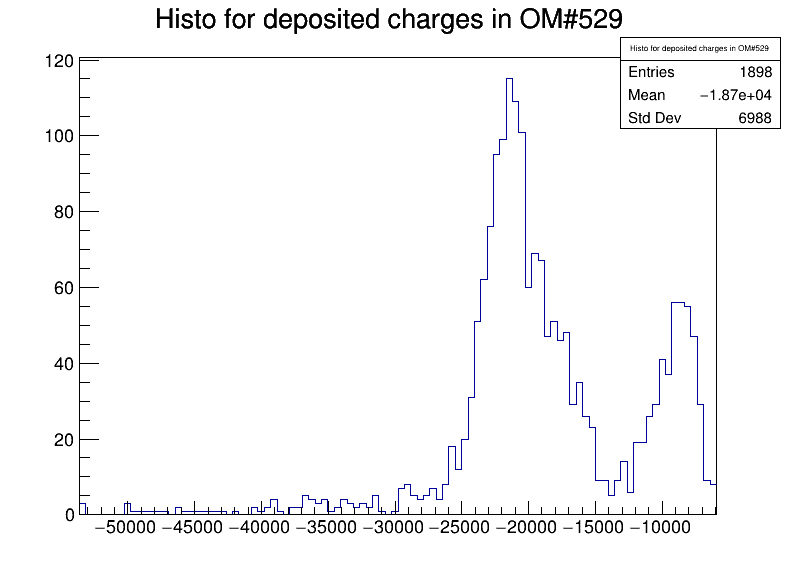 Histo for deposited charges in OM#529
Histo for deposited charges in OM#529
Entries 1898
Mean −1.87e+04
Std Dev 6988
120
100
80
60
40
20
0
−50000 −45000 −40000 −35000 −30000 −25000 −20000 −15000 −10000